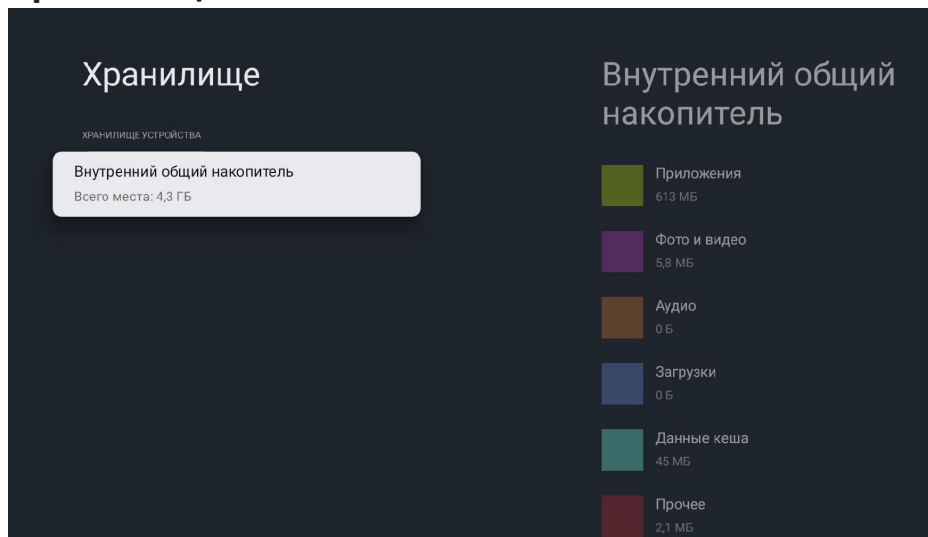 Хранилище
ХРАНИЛИЩЕ УСТРОЙСТВА
Внутренний общий накопитель
Всего места: 4,3 ГБ
Внутренний общий
накопитель
Приложения
613 МБ
Фото и видео
5,8 МБ
Аудио
0 Б
Загрузки
0 Б
Данные кеша
45 МБ
Прочее
2,1 МБ